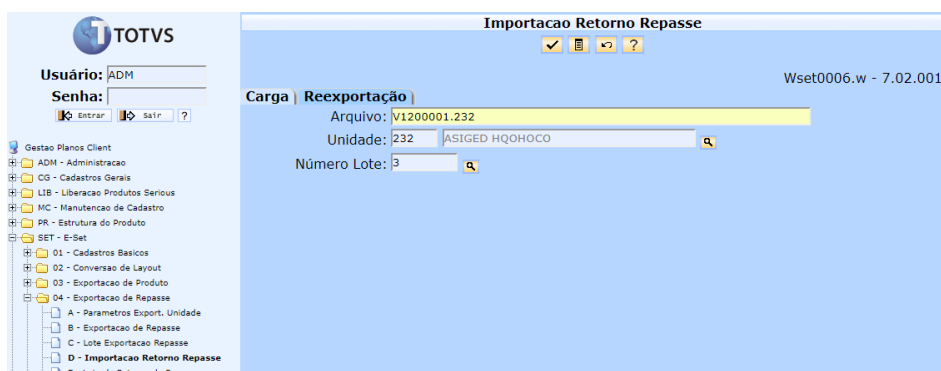 TOTVS
Usuário: ADM
Senha:
Entrar Sair ?
Gestao Planos Client
ADM - Administracao
CG - Cadastros Gerais
LIB - Liberacao Produtos Serious
MC - Manutencao de Cadastro
PR - Estrutura do Produto
SET - E-Set
01 - Cadastros Basicos
02 - Conversao de Layout
03 - Exportacao de Produto
04 - Exportacao de Repasse
A - Parametros Export. Unidade
B - Exportacao de Repasse
C - Lote Exportacao Repasse
D - Importacao Retorno Repasse
Importacao Retorno Repasse
?
Wset0006.w - 7.02.001
Carga Reexportação
Arquivo: V1200001.232
Unidade: 232 ASIGED HQOHOCO
Número Lote: 3